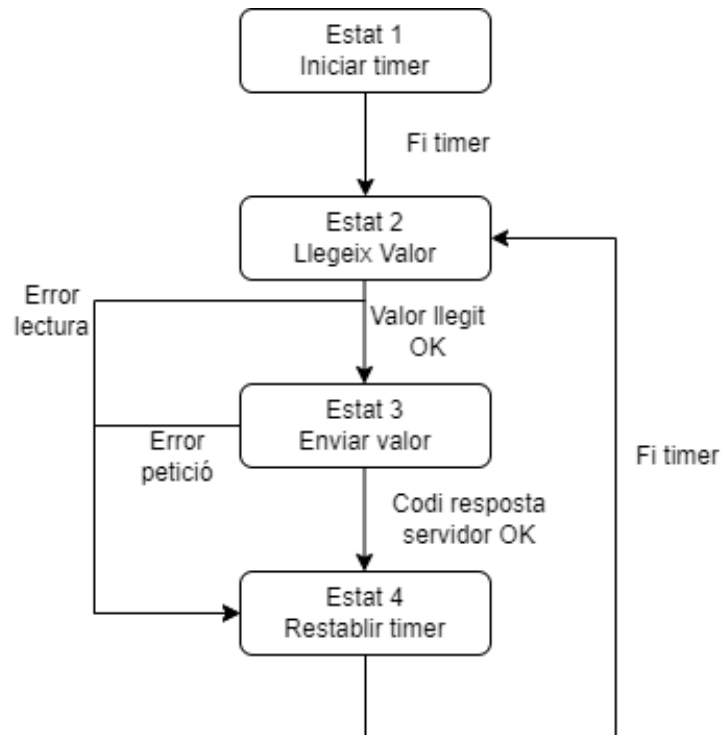 Estat 1
Iniciar timer
Fi timer
Estat 2
Llegeix Valor
Error
lectura
Valor llegit
OK
Estat 3
Enviar valor
Error
petició
Fi timer
Codi resposta
servidor OK
Estat 4
Restablir timer